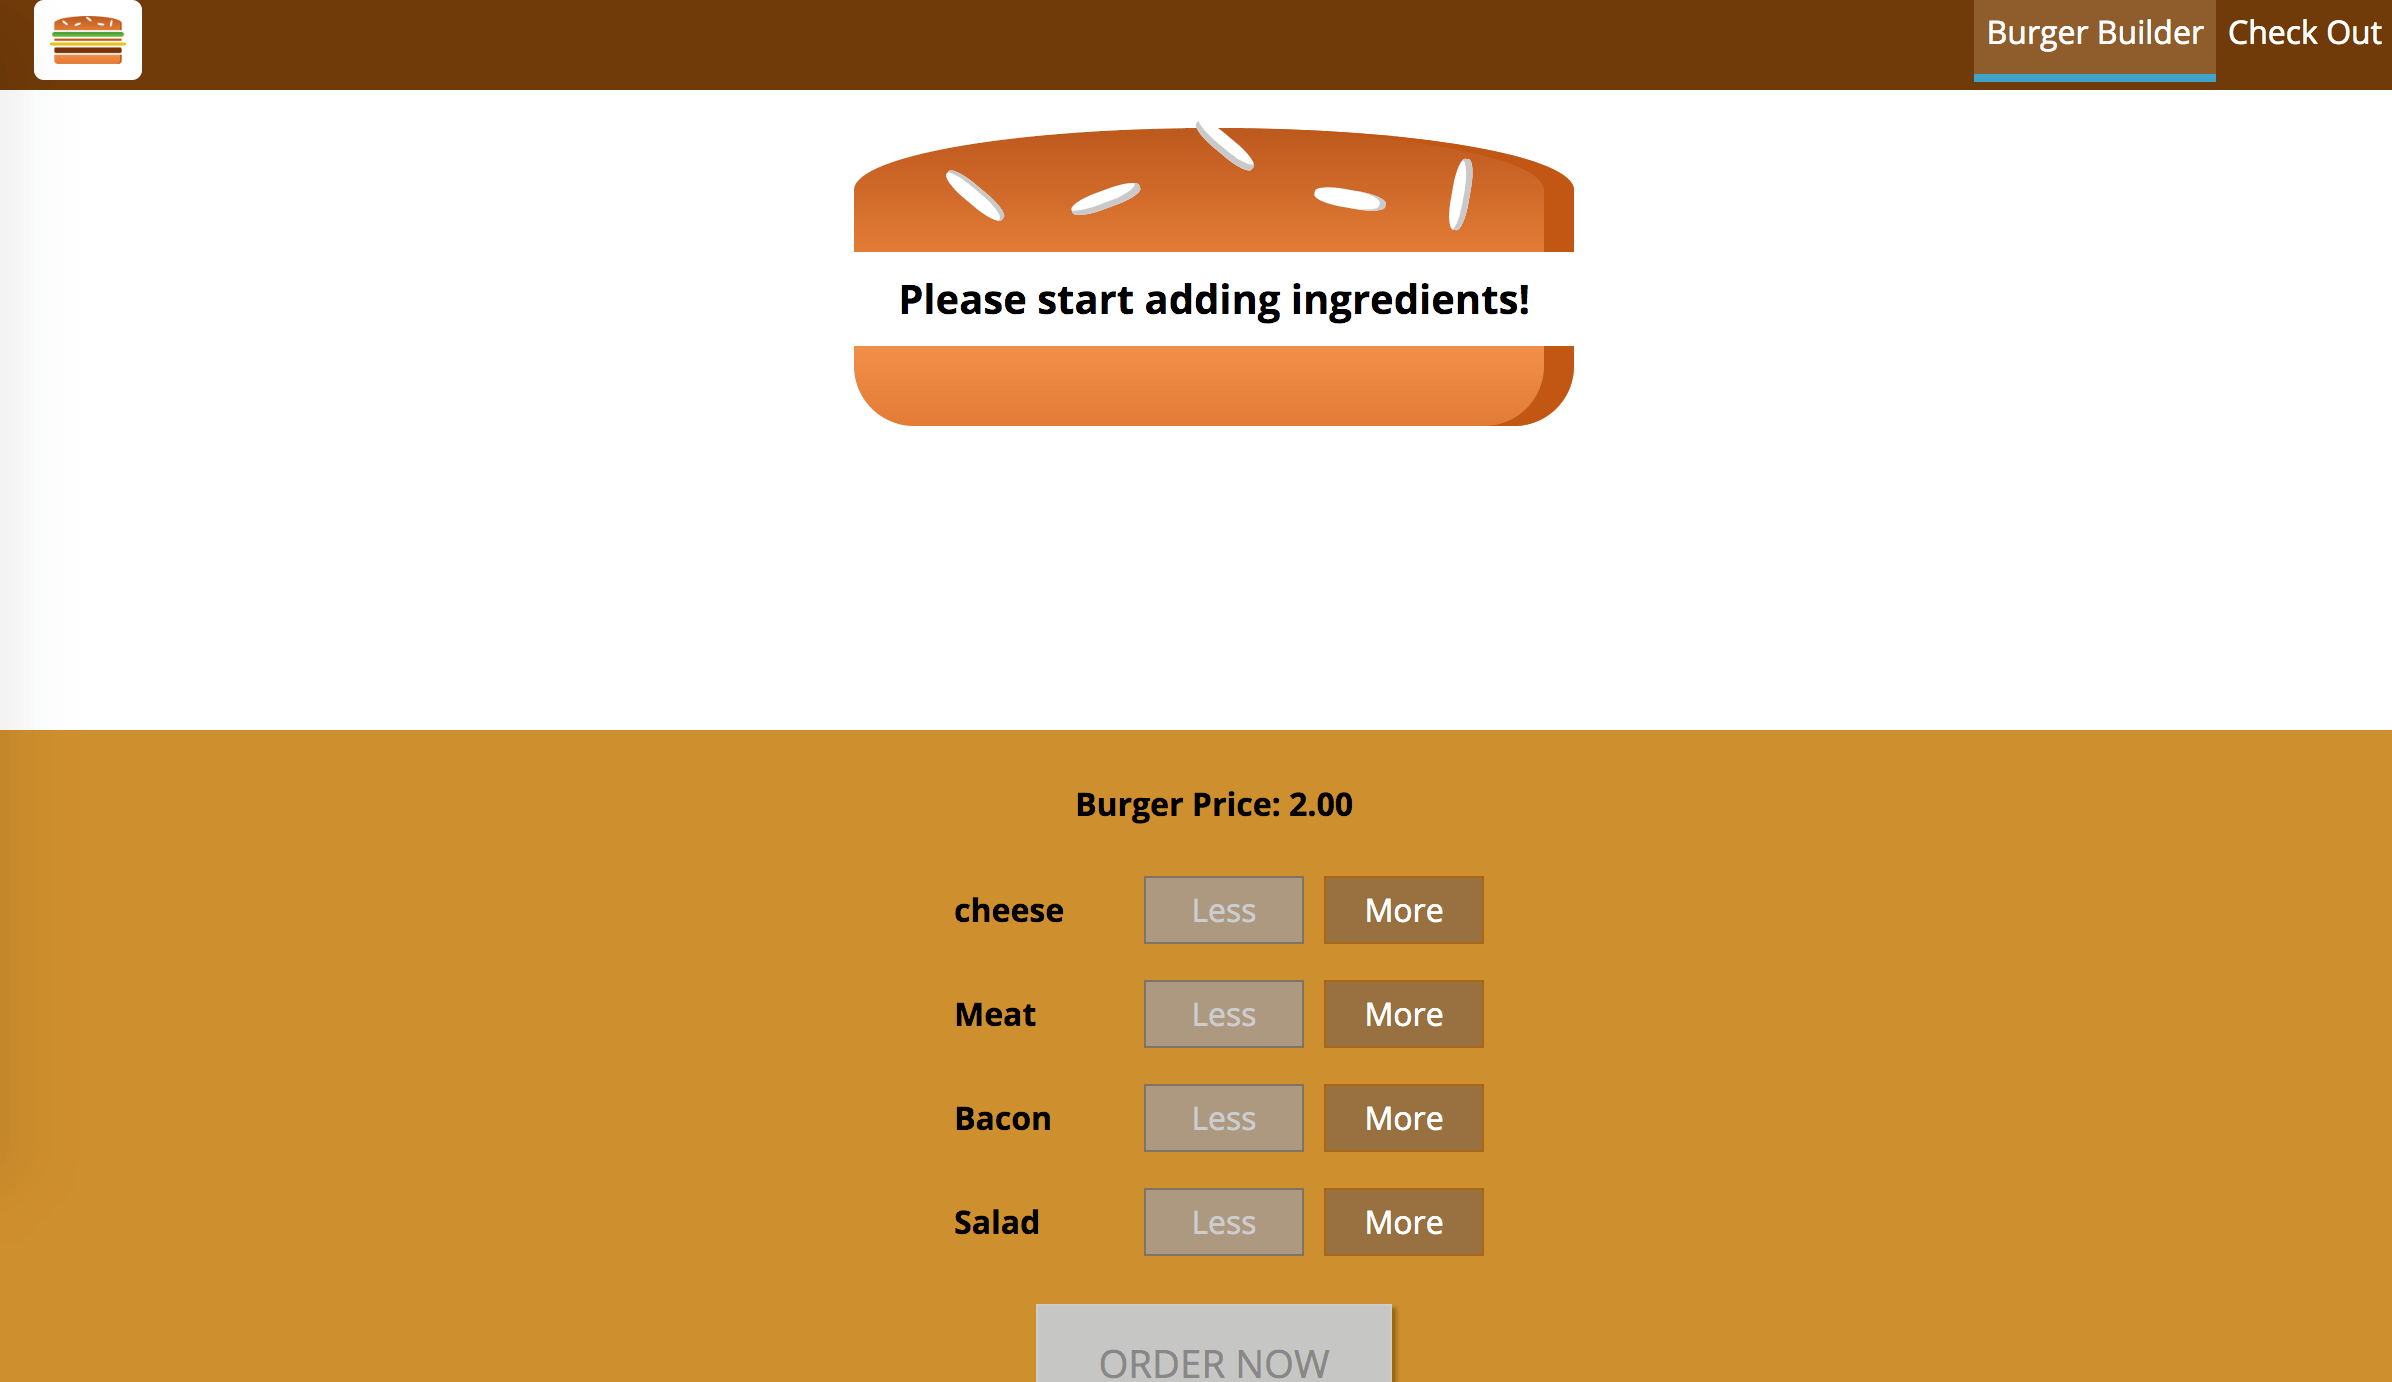 Burger Builder Check Out
Please start adding ingredients!
Burger Price: 2.00
cheese Less More
Meat Less More
Bacon Less More
Salad Less More
ORDER NOW